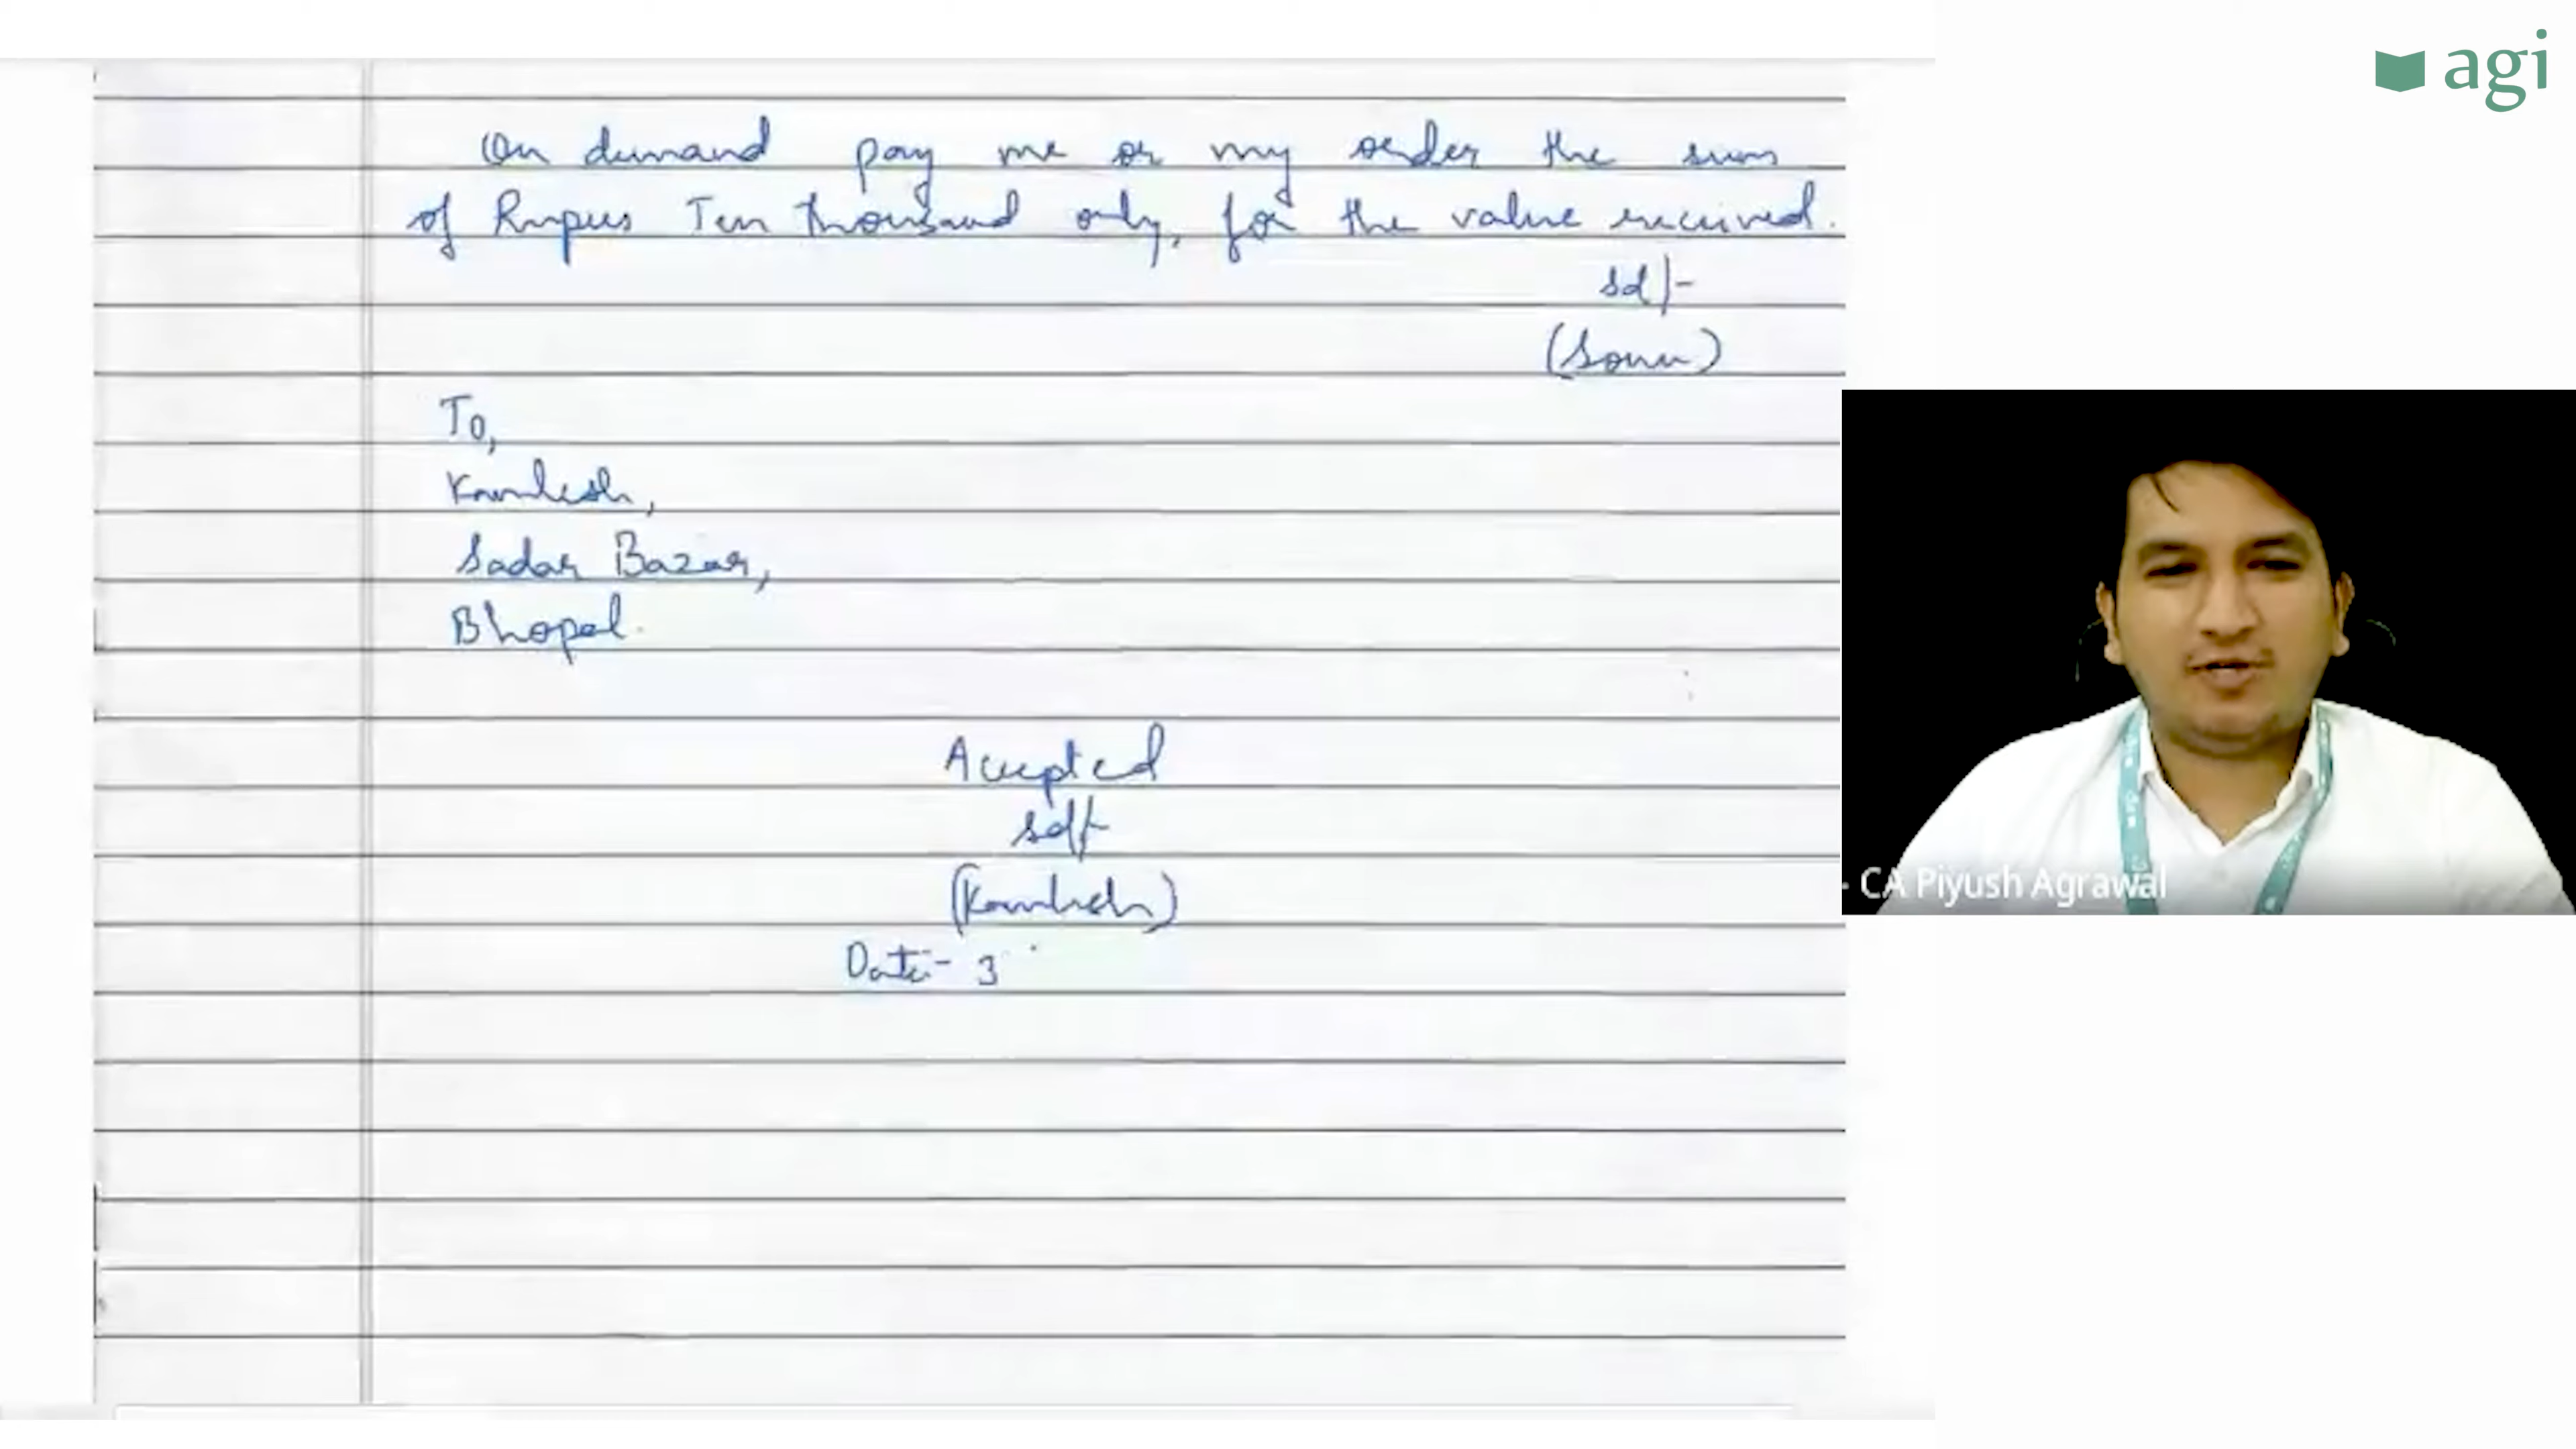 agi
On demand pay me or my order the sum
of Rupees Ten thousand only, for the value received.
sd/-
(Sonu)
To,
Kamlesh,
Sadar Bazar,
Bhopal.
Accepted
sd/-
(Kamlesh)
Date:- 3
- CA Piyush Agrawal